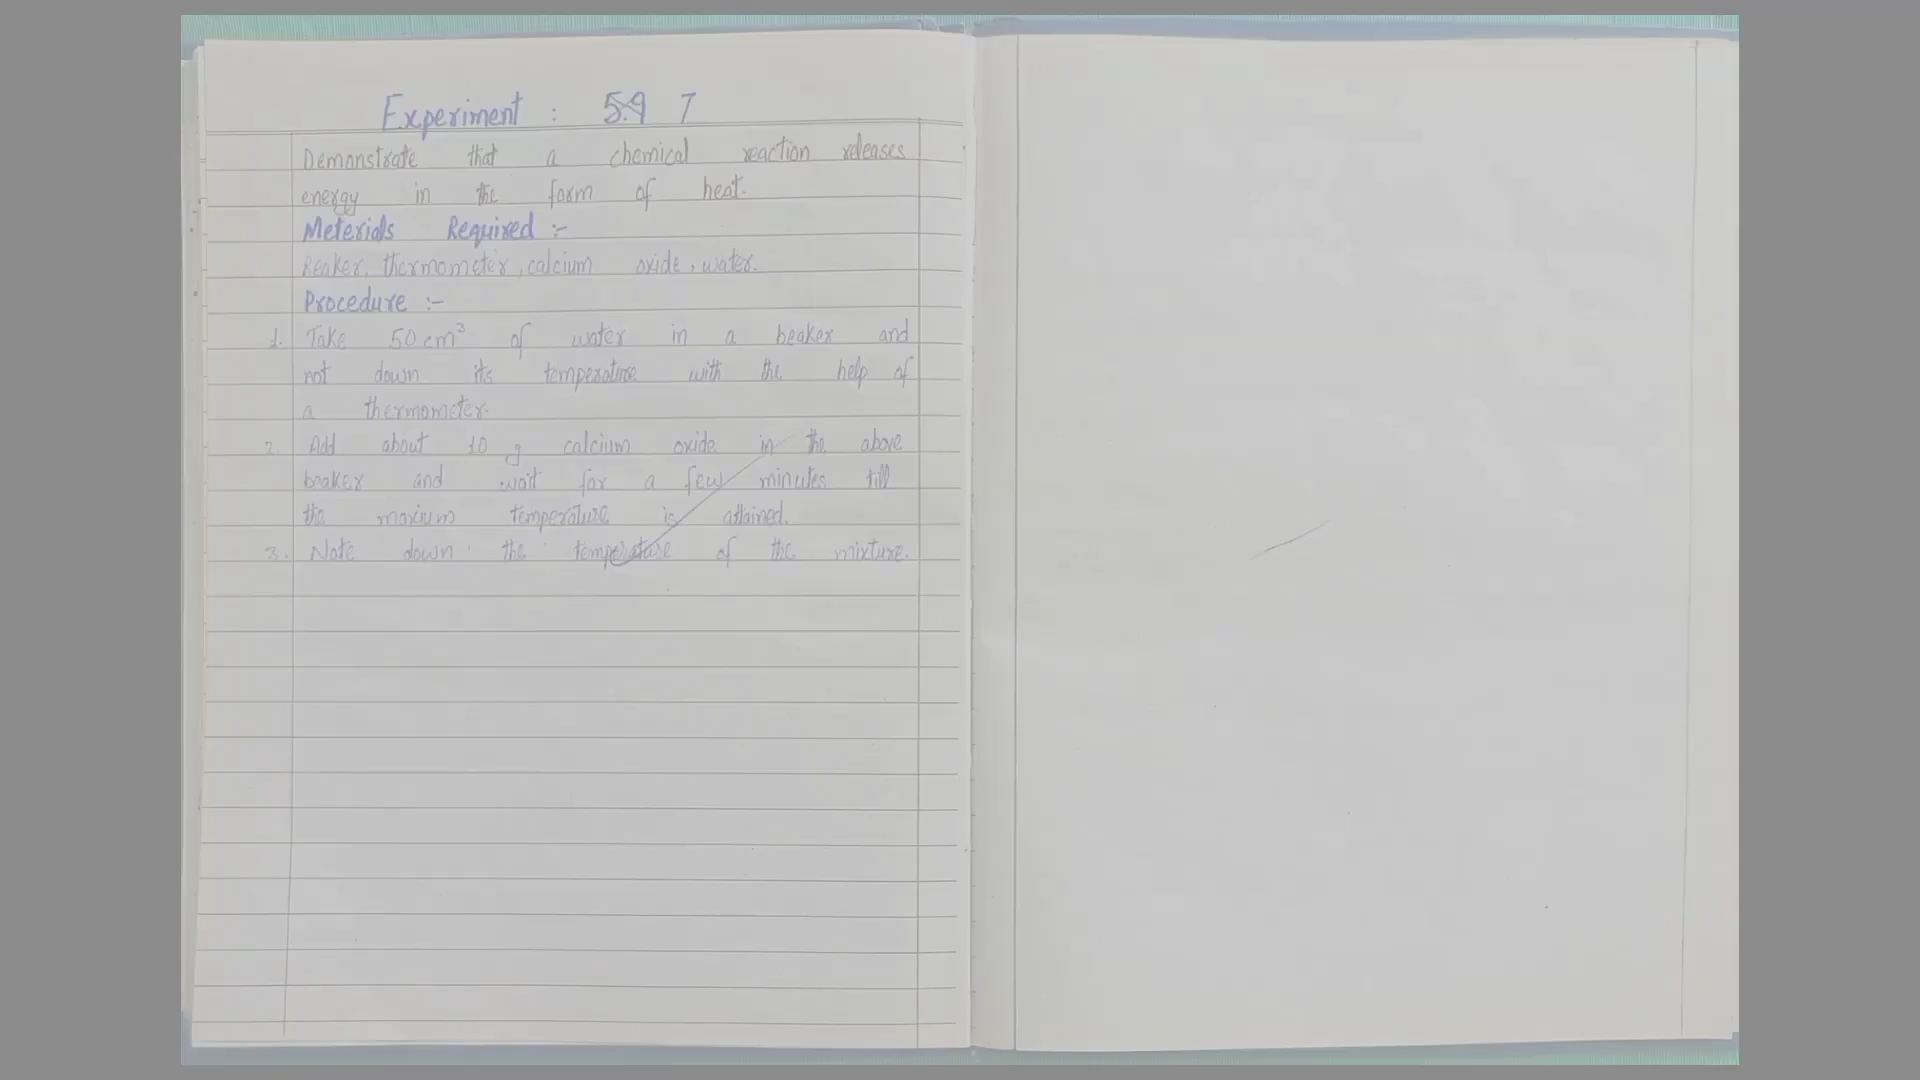 Experiment : 5.9 7
Demonstrate that a chemical reaction releases
energy in the form of heat.
Meterials Required :-
Beaker, thermometer, calcium oxide, water.
Procedure :-
1. Take 50 cm³ of water in a beaker and
not down its temperature with the help of
a thermometer.
2. Add about 10 g calcium oxide in the above
beaker and wait for a few minutes till
the maxium temperature is attained.
3. Note down the temperature of the mixture.